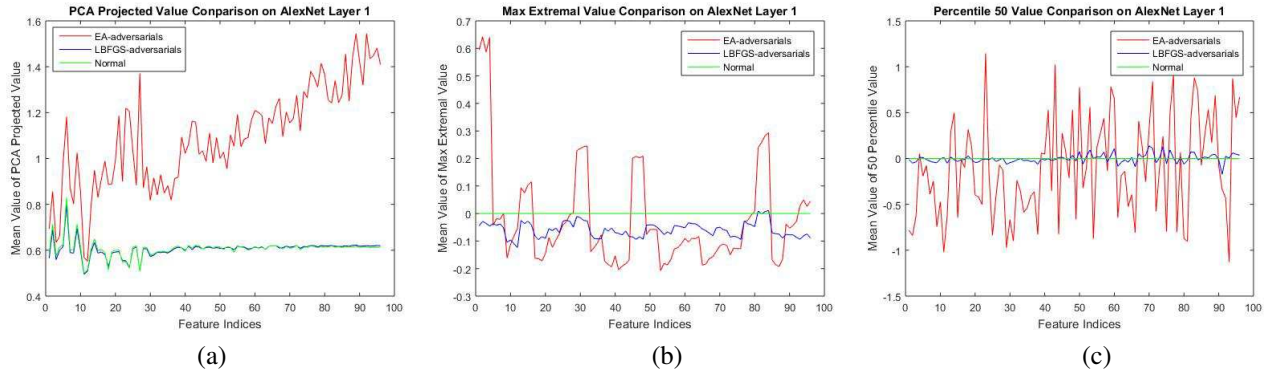 PCA Projected Value Comparison on AlexNet Layer 1
1.6
1.4
1.2
1
0.8
0.6
0.4
Mean Value of PCA Projected Value
EA-adversarials
LBFGS-adversarials
Normal
0 10 20 30 40 50 60 70 80 90 100
Feature Indices
(a)
Max Extremal Value Comparison on AlexNet Layer 1
0.7
0.6
0.5
0.4
0.3
0.2
0.1
0
-0.1
-0.2
-0.3
Mean Value of Max Extremal Value
EA-adversarials
LBFGS-adversarials
Normal
0 10 20 30 40 50 60 70 80 90 100
Feature Indices
(b)
Percentile 50 Value Comparison on AlexNet Layer 1
1.5
1
0.5
0
-0.5
-1
-1.5
Mean Value of 50 Percentile Value
EA-adversarials
LBFGS-adversarials
Normal
0 10 20 30 40 50 60 70 80 90 100
Feature Indices
(c)